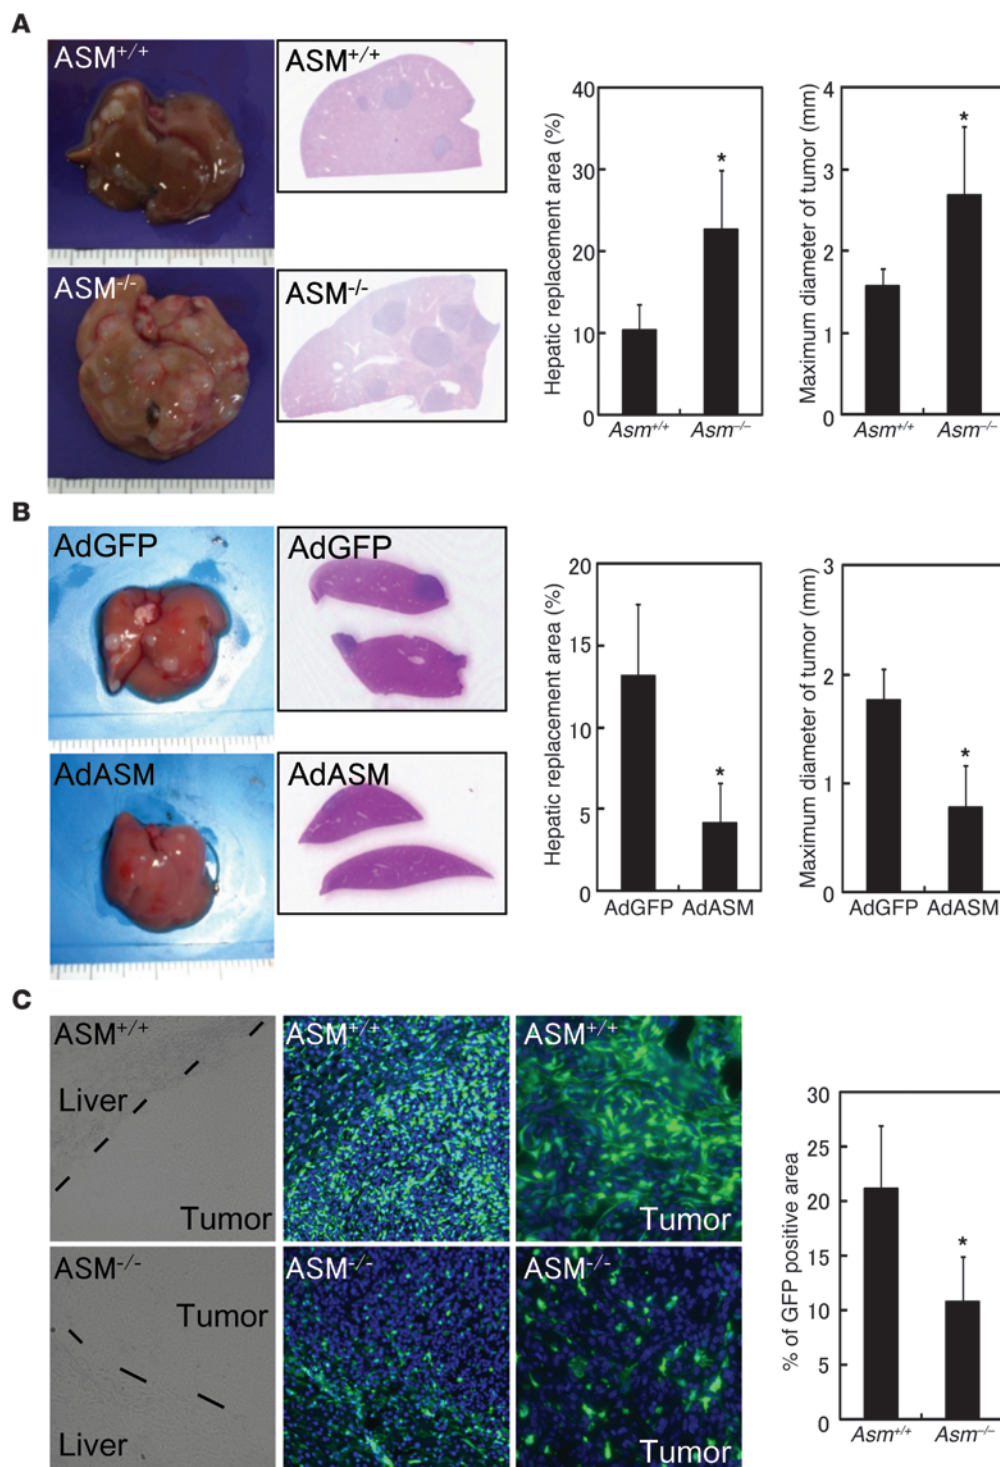 A
ASM+/+
ASM+/+
ASM-/-
ASM-/-
Hepatic replacement area (%)
40
30
20
10
0
*
Asm+/+ Asm−/−
Maximum diameter of tumor (mm)
4
3
2
1
0
*
Asm+/+ Asm−/−
B
AdGFP
AdGFP
AdASM
AdASM
Hepatic replacement area (%)
20
15
10
5
0
*
AdGFP AdASM
Maximum diameter of tumor (mm)
3
2
1
0
*
AdGFP AdASM
C
ASM+/+
Liver
Tumor
ASM+/+
ASM+/+
Tumor
ASM-/-
Tumor
Liver
ASM-/-
ASM-/-
Tumor
% of GFP positive area
30
25
20
15
10
5
0
*
Asm+/+ Asm−/−